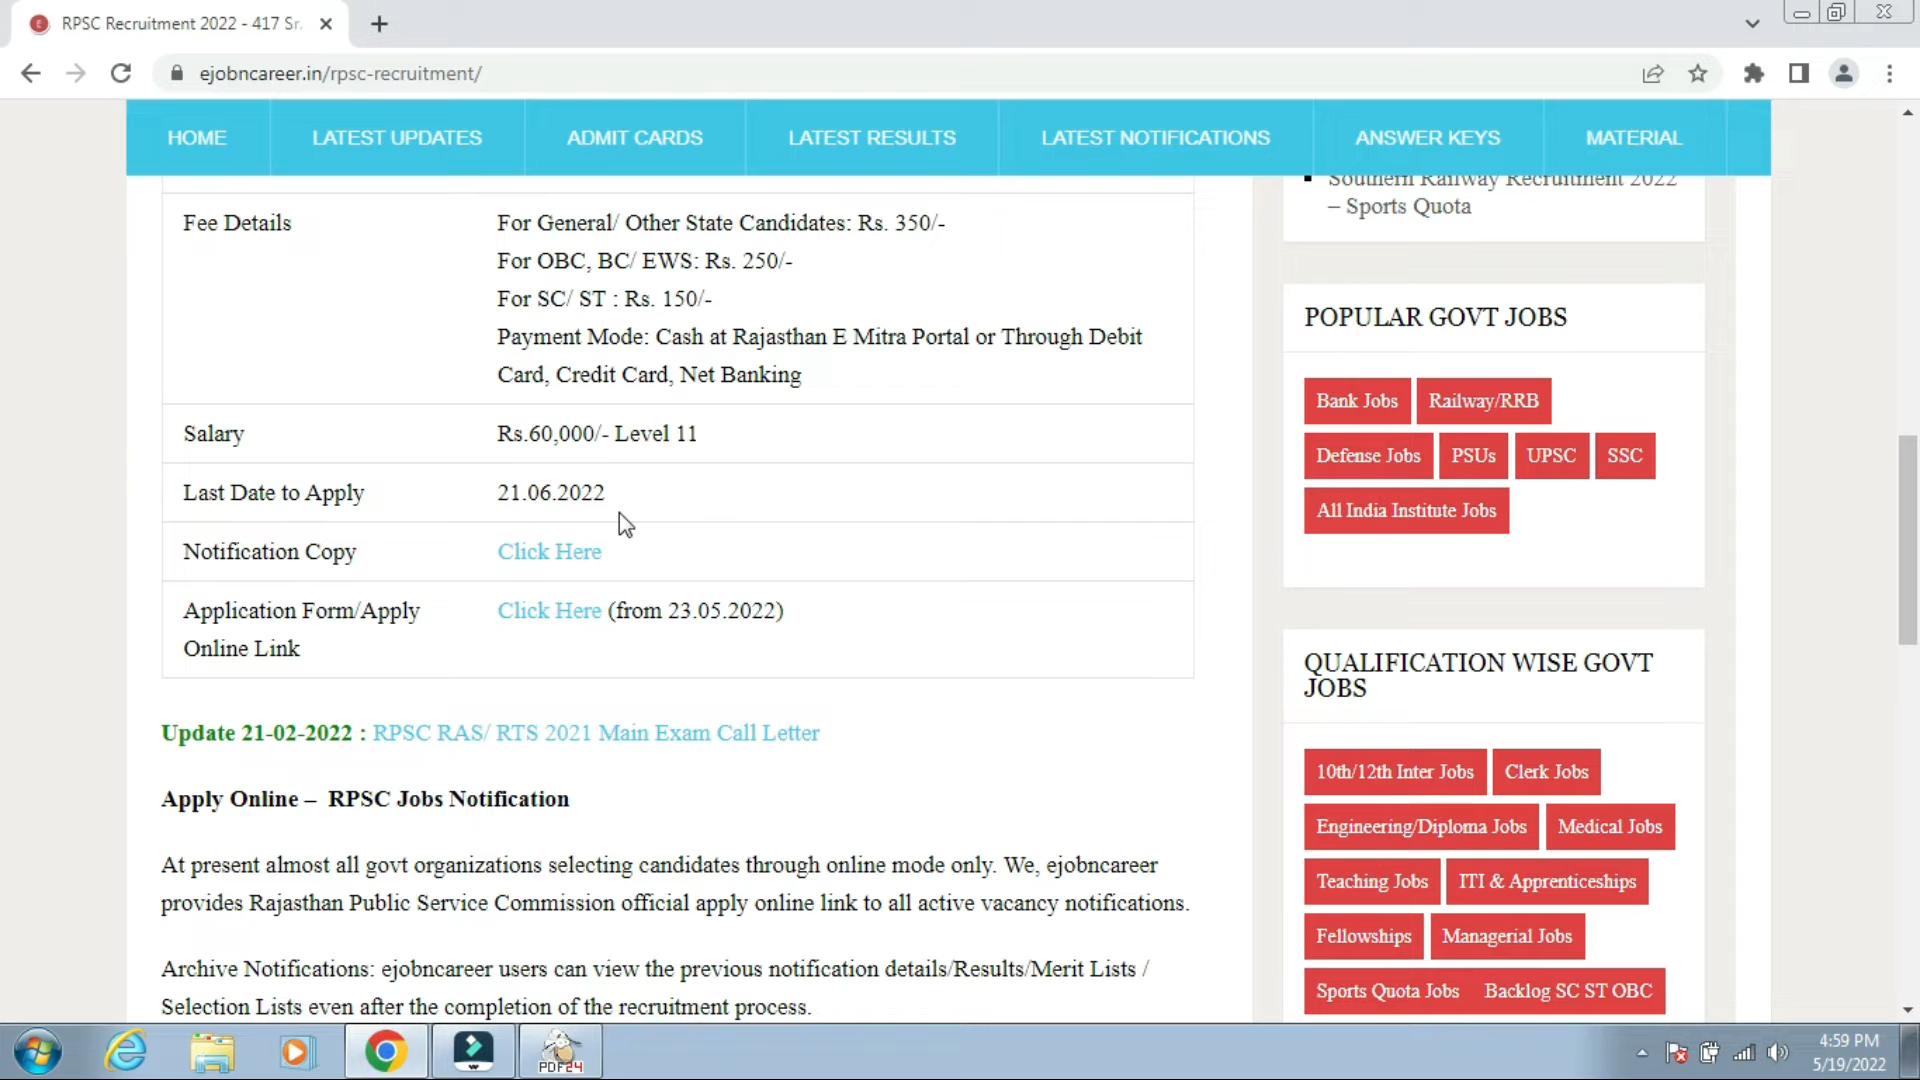 RPSC Recruitment 2022 - 417 Sr.
ejobncareer.in/rpsc-recruitment/
HOME
LATEST UPDATES
ADMIT CARDS
LATEST RESULTS
LATEST NOTIFICATIONS
ANSWER KEYS
MATERIAL
Fee Details
For General/ Other State Candidates: Rs. 350/-
For OBC, BC/ EWS: Rs. 250/-
For SC/ ST : Rs. 150/-
Payment Mode: Cash at Rajasthan E Mitra Portal or Through Debit
Card, Credit Card, Net Banking
Salary
Rs.60,000/- Level 11
Last Date to Apply
21.06.2022
Notification Copy
Click Here
Application Form/Apply
Online Link
Click Here (from 23.05.2022)
Update 21-02-2022 : RPSC RAS/ RTS 2021 Main Exam Call Letter
Apply Online – RPSC Jobs Notification
At present almost all govt organizations selecting candidates through online mode only. We, ejobncareer
provides Rajasthan Public Service Commission official apply online link to all active vacancy notifications.
Archive Notifications: ejobncareer users can view the previous notification details/Results/Merit Lists /
Selection Lists even after the completion of the recruitment process.
Southern Railway Recruitment 2022
– Sports Quota
POPULAR GOVT JOBS
Bank Jobs
Railway/RRB
Defense Jobs
PSUs
UPSC
SSC
All India Institute Jobs
QUALIFICATION WISE GOVT
JOBS
10th/12th Inter Jobs
Clerk Jobs
Engineering/Diploma Jobs
Medical Jobs
Teaching Jobs
ITI & Apprenticeships
Fellowships
Managerial Jobs
Sports Quota Jobs
Backlog SC ST OBC
PDF24
4:59 PM
5/19/2022